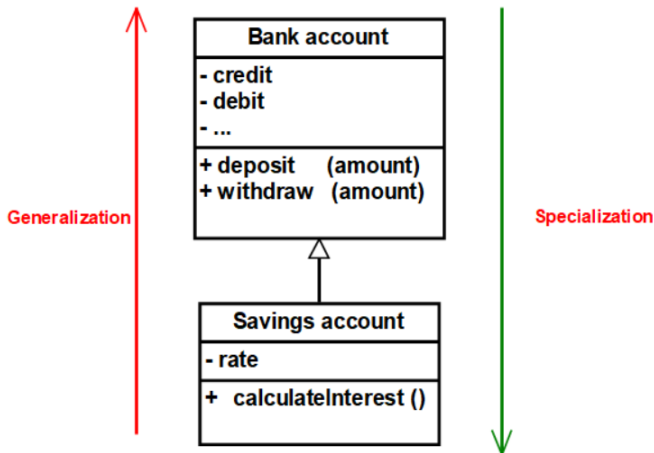 Bank account
- credit
- debit
- ...
+ deposit (amount)
+ withdraw (amount)
Generalization
Specialization
Savings account
- rate
+ calculateInterest ()